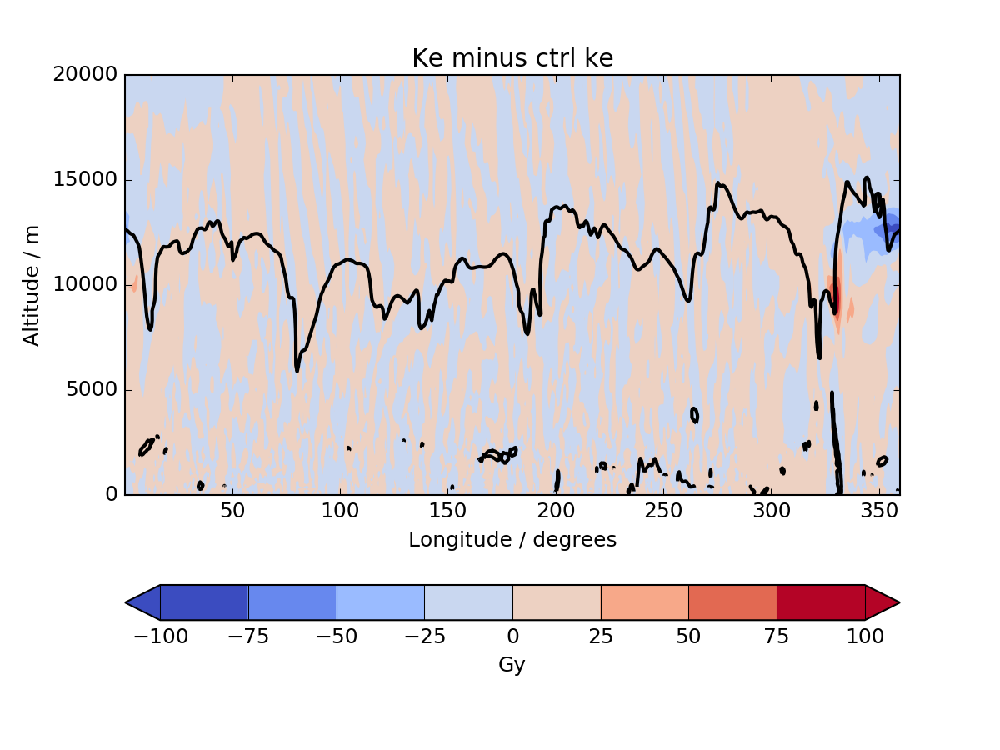 Ke minus ctrl ke
20000
15000
10000
5000
0
Altitude / m
50 100 150 200 250 300 350
Longitude / degrees
−100 −75 −50 −25 0 25 50 75 100
Gy